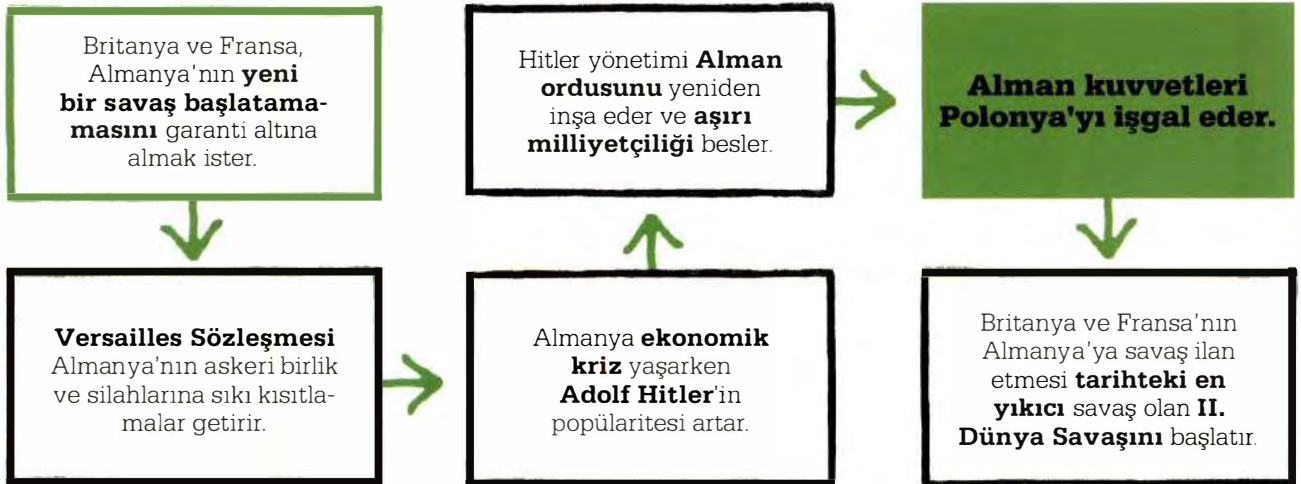 Britanya ve Fransa,
Almanya'nın yeni
bir savaş başlatama-
masını garanti altına
almak ister.
Versailles Sözleşmesi
Almanya'nın askeri birlik
ve silahlarına sıkı kısıtla-
malar getirir.
Almanya ekonomik
kriz yaşarken
Adolf Hitler'in
popülaritesi artar.
Hitler yönetimi Alman
ordusunu yeniden
inşa eder ve aşırı
milliyetçiliği besler.
Alman kuvvetleri
Polonya'yı işgal eder.
Britanya ve Fransa'nın
Almanya'ya savaş ilan
etmesi tarihteki en
yıkıcı savaş olan II.
Dünya Savaşını başlatır.